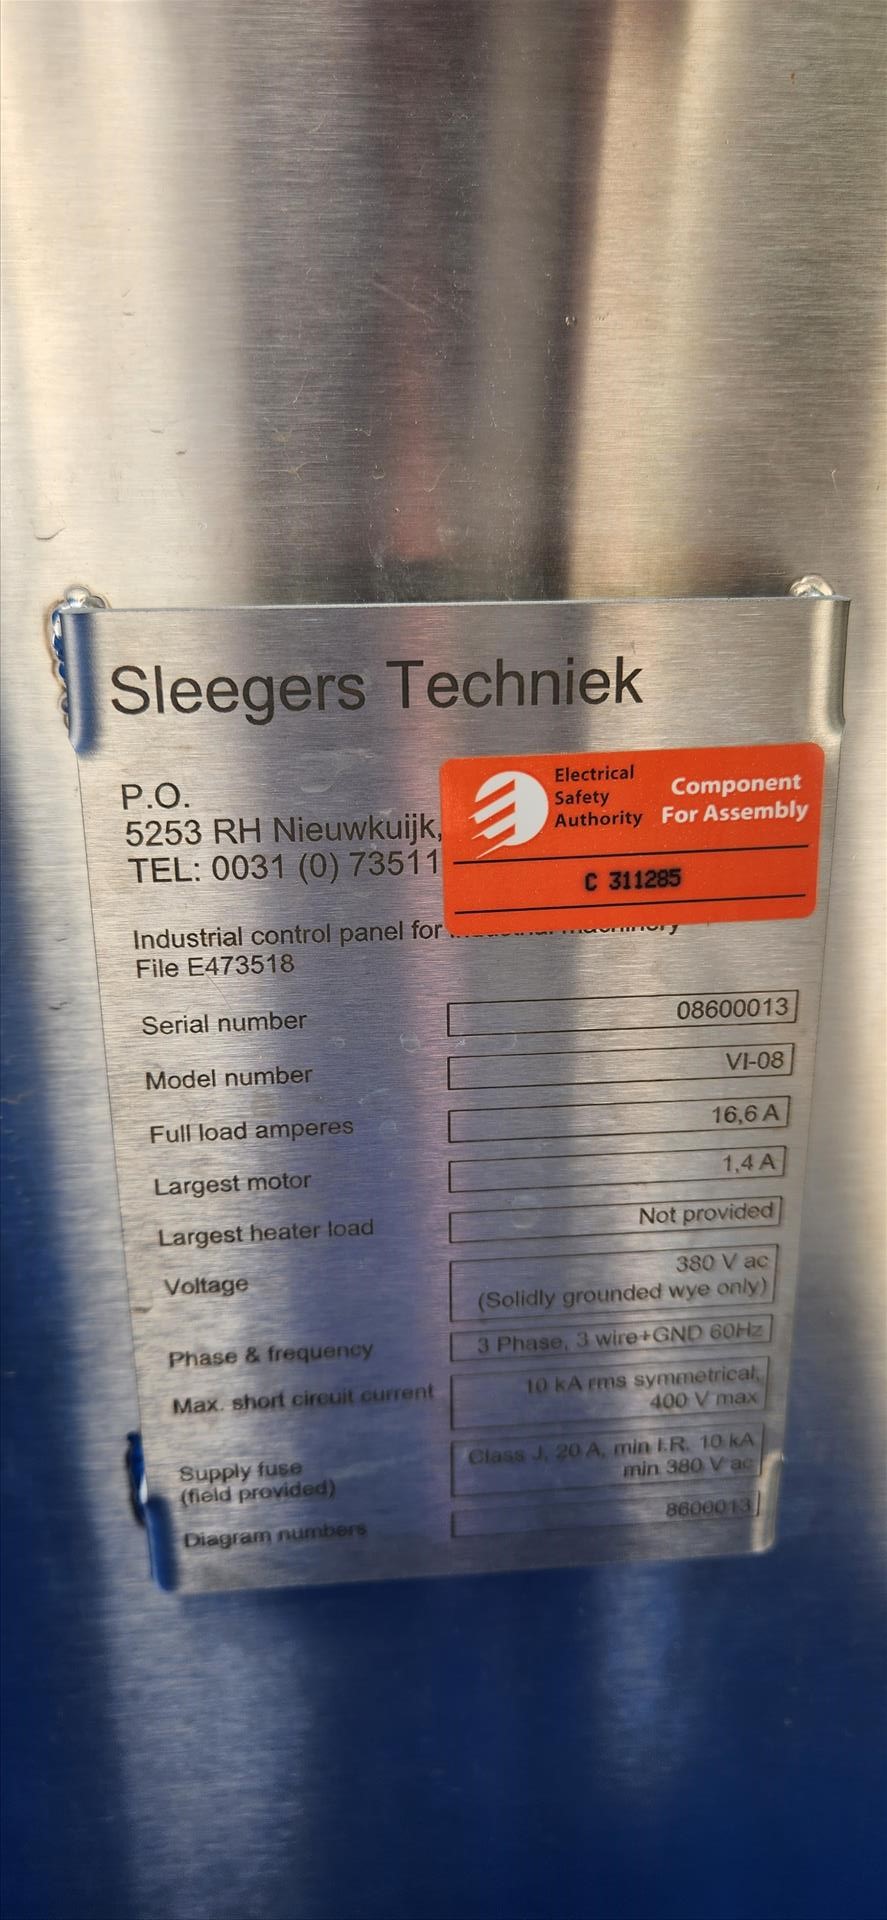 Sleegers Techniek
P.O.
5253 RH Nieuwkuijk,
TEL: 0031 (0) 73511
Electrical
Safety
Authority
Component
For Assembly
C 311285
Industrial control panel for
File E473518
Serial number 08600013
Model number VI-08
Full load amperes 16,6 A
Largest motor 1,4 A
Largest heater load Not provided
Voltage 380 V ac
(Solidly grounded wye only)
Phase & frequency 3 Phase, 3 wire+GND 60Hz
Max. short circuit current 10 kA rms symmetrical,
400 V max
Supply fuse Class J, 20 A, min I.R. 10 kA
(field provided) min 380 V ac
Diagram numbers 8600013